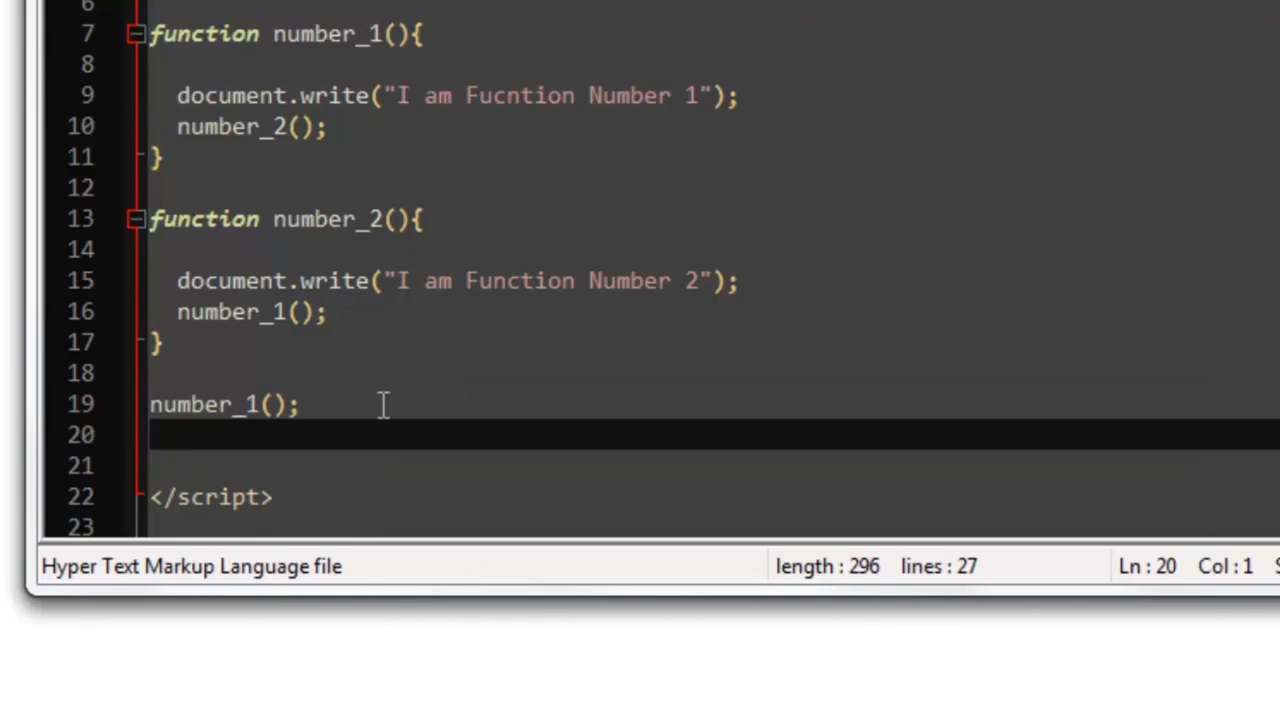 6
7 function number_1(){
8
9 document.write("I am Fucntion Number 1");
10 number_2();
11 }
12
13 function number_2(){
14
15 document.write("I am Function Number 2");
16 number_1();
17 }
18
19 number_1();
20
21
22 </script>
23
Hyper Text Markup Language file length : 296 lines : 27 Ln : 20 Col : 1 S